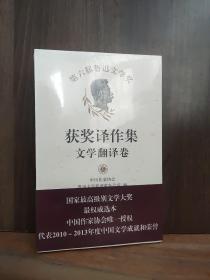 第六届鲁迅文学奖
获奖译作集
文学翻译卷
国家最高级别文学大奖
最权威选本
中国作家协会唯一授权
代表2010-2013年度中国文学成就和荣誉